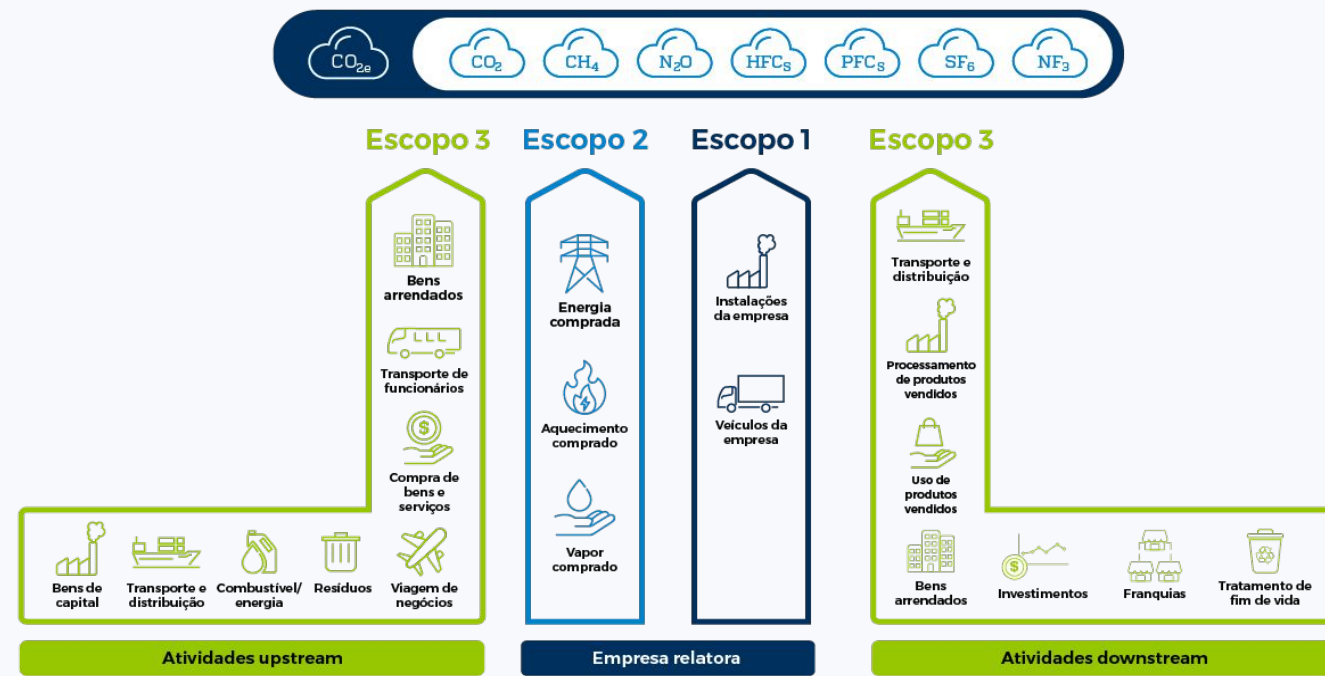 CO2e
CO2
CH4
N2O
HFCS
PFCS
SF6
NF3
Escopo 3
Escopo 2
Escopo 1
Escopo 3
Bens
arrendados
Transporte de
funcionários
Compra de
bens e
serviços
Bens de
capital
Transporte e
distribuição
Combustível/
energia
Resíduos
Viagem de
negócios
Energia
comprada
Aquecimento
comprado
Vapor
comprado
Instalações
da empresa
Veículos da
empresa
Transporte e
distribuição
Processamento
de produtos
vendidos
Uso de
produtos
vendidos
Bens
arrendados
Investimentos
Franquias
Tratamento de
fim de vida
Atividades upstream
Empresa relatora
Atividades downstream